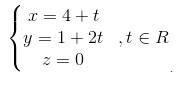 x = 4 + t
y = 1 + 2t , t ∈ R
z = 0
.